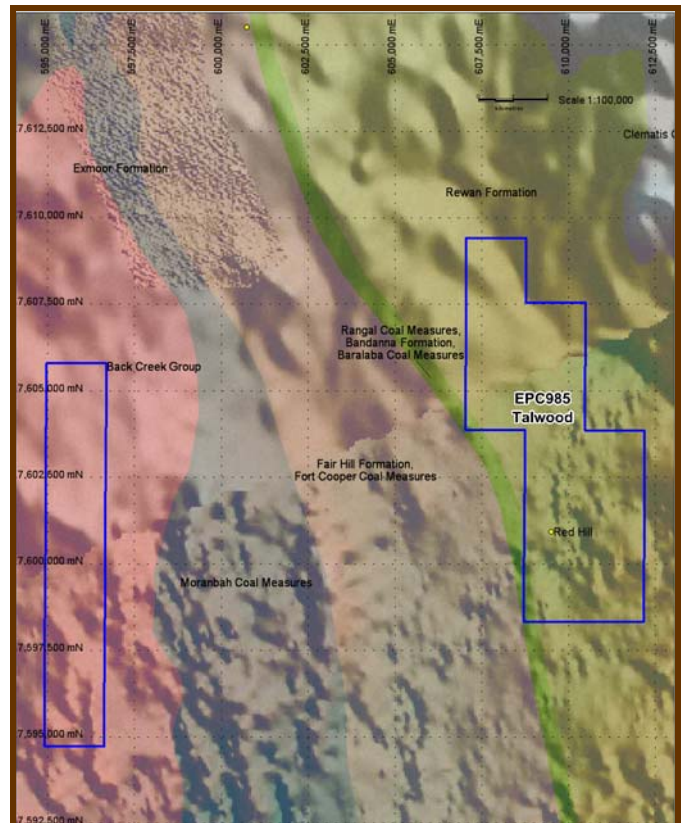 595,000 mE
597,500 mE
600,000 mE
602,500 mE
605,000 mE
607,500 mE
610,000 mE
612,500 mE
Scale 1:100,000
kilometres
7,612,500 mN
Clematis
Exmoor Formation
Rewan Formation
7,610,000 mN
7,607,500 mN
Rangal Coal Measures,
Bandanna Formation,
Baralaba Coal Measures
Back Creek Group
7,605,000 mN
EPC985
Talwood
7,602,500 mN
Fair Hill Formation,
Fort Cooper Coal Measures
Red Hill
7,600,000 mN
Moranbah Coal Measures
7,597,500 mN
7,595,000 mN
7,592,500 mN